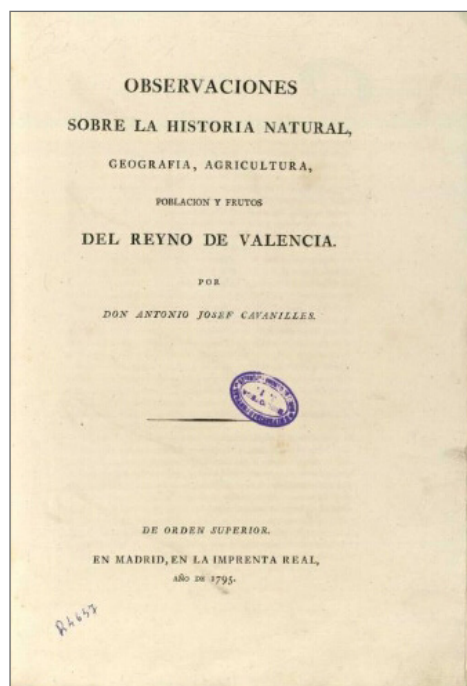 OBSERVACIONES
SOBRE LA HISTORIA NATURAL,
GEOGRAFIA, AGRICULTURA,
POBLACION Y FRUTOS
DEL REYNO DE VALENCIA.
POR
DON ANTONIO JOSEF CAVANILLES.
DE ORDEN SUPERIOR.
EN MADRID, EN LA IMPRENTA REAL,
AÑO DE 1795.
R4647